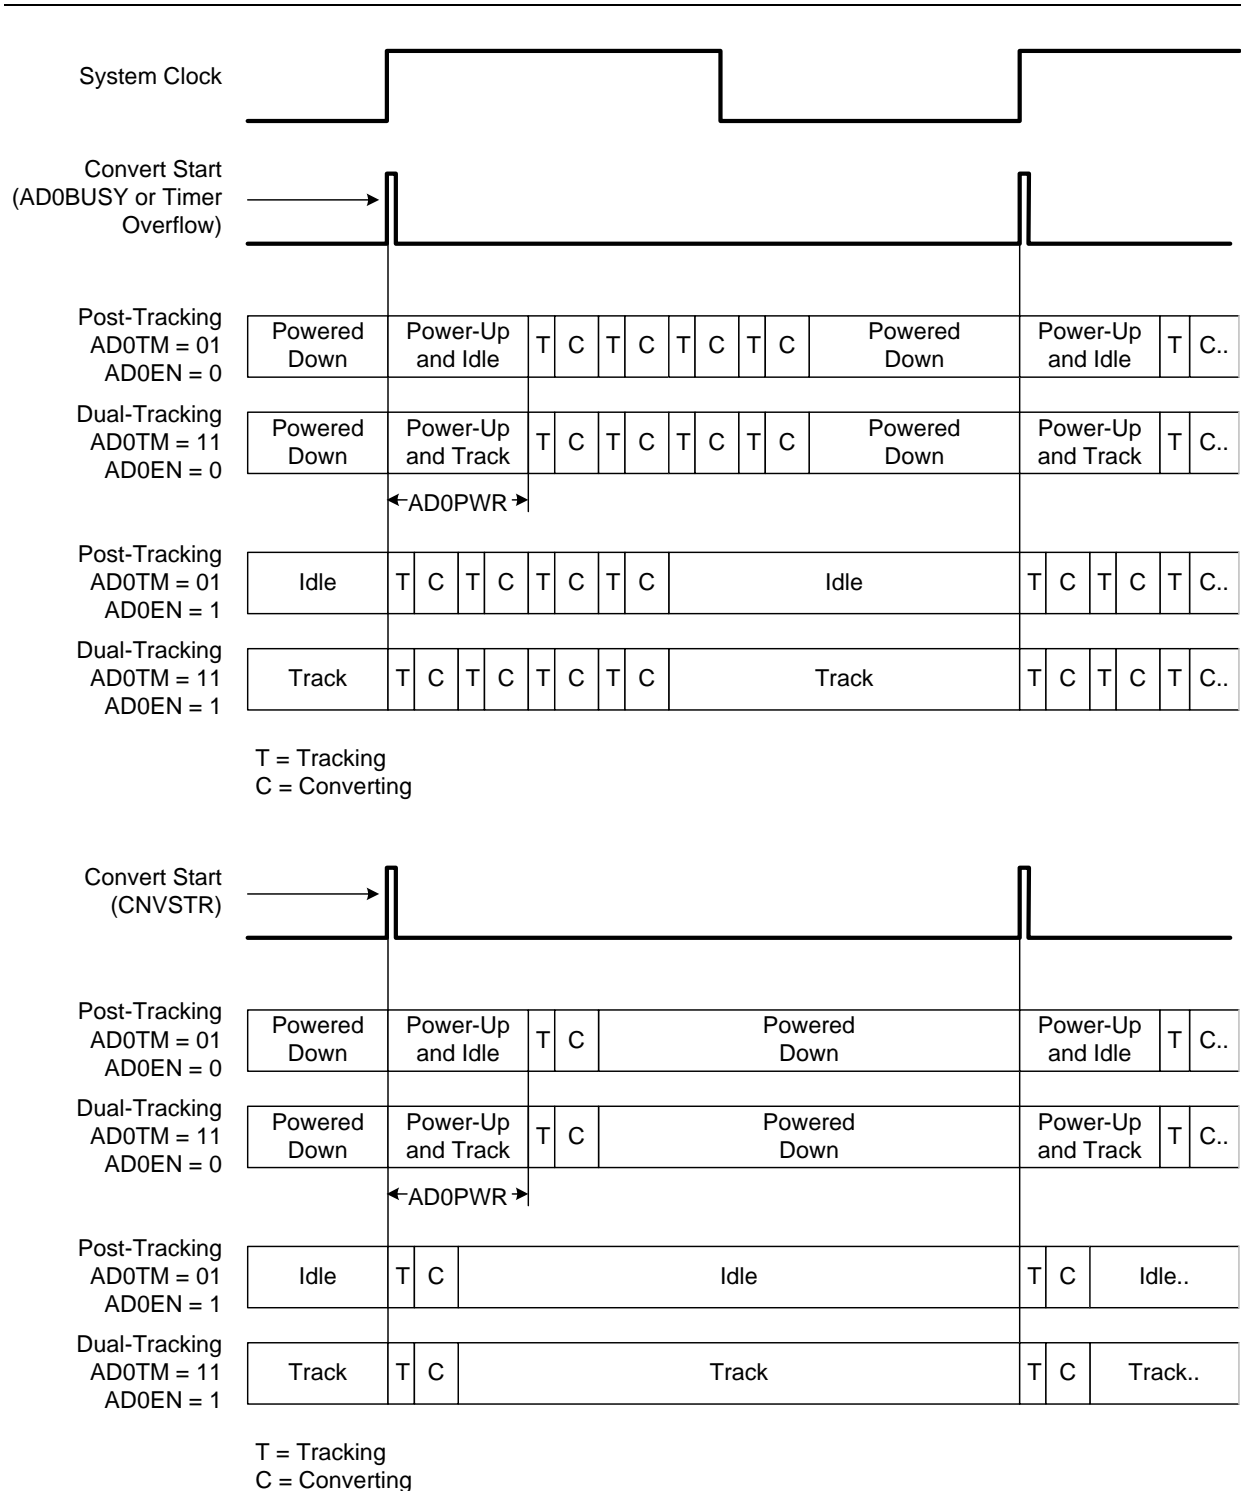 System Clock
Convert Start
(AD0BUSY or Timer
Overflow)
Post-Tracking
AD0TM = 01
AD0EN = 0
Powered
Down
Power-Up
and Idle
T C T C T C T C
Powered
Down
Power-Up
and Idle
T C..
Dual-Tracking
AD0TM = 11
AD0EN = 0
Powered
Down
Power-Up
and Track
T C T C T C T C
Powered
Down
Power-Up
and Track
T C..
AD0PWR
Post-Tracking
AD0TM = 01
AD0EN = 1
Idle T C T C T C T C Idle T C T C T C..
Dual-Tracking
AD0TM = 11
AD0EN = 1
Track T C T C T C T C Track T C T C T C..
T = Tracking
C = Converting
Convert Start
(CNVSTR)
Post-Tracking
AD0TM = 01
AD0EN = 0
Powered
Down
Power-Up
and Idle
T C
Powered
Down
Power-Up
and Idle
T C..
Dual-Tracking
AD0TM = 11
AD0EN = 0
Powered
Down
Power-Up
and Track
T C
Powered
Down
Power-Up
and Track
T C..
AD0PWR
Post-Tracking
AD0TM = 01
AD0EN = 1
Idle T C Idle T C Idle..
Dual-Tracking
AD0TM = 11
AD0EN = 1
Track T C Track T C Track..
T = Tracking
C = Converting